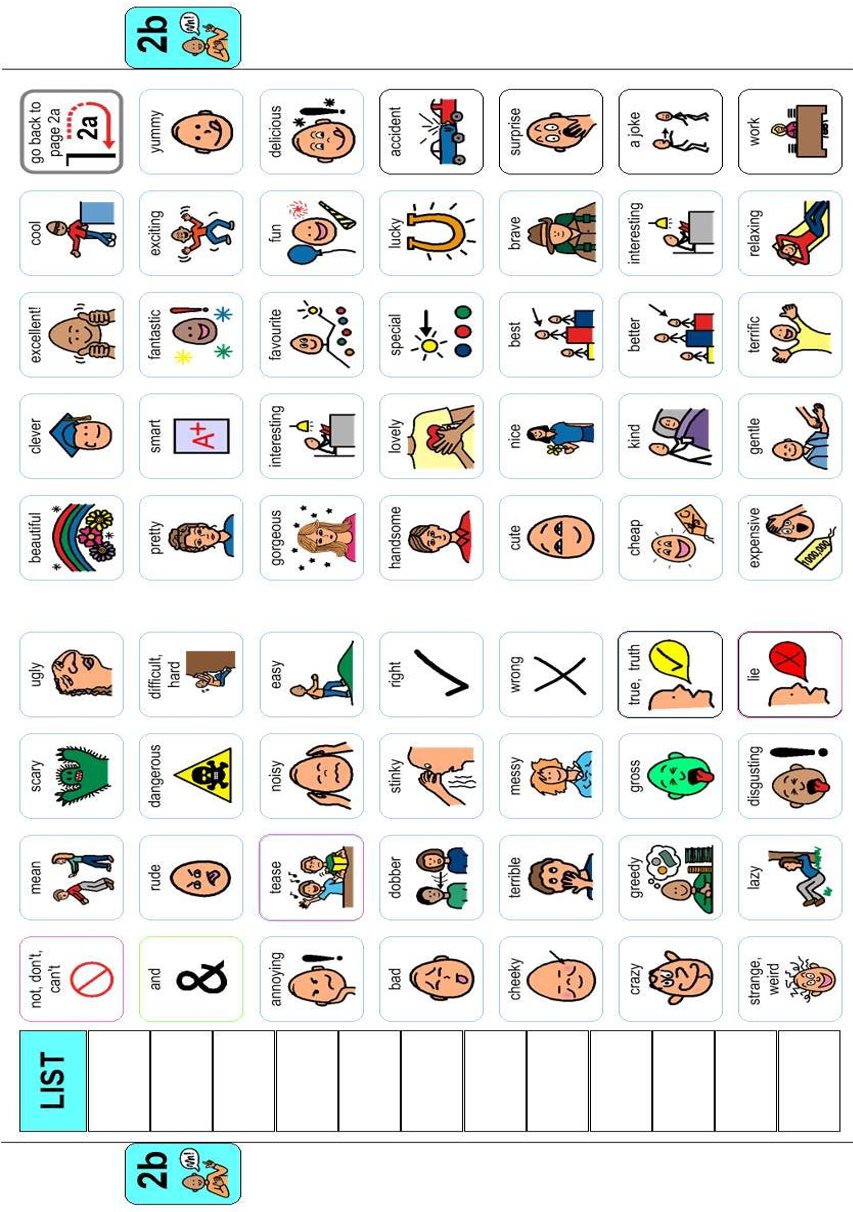 LIST
not, don't,
can't
mean
scary
ugly
beautiful
clever
excellent!
cool
go back to
page 2a
2a
2b
and
&
rude
dangerous
difficult,
hard
pretty
smart
A+
fantastic
exciting
yummy
2b
annoying
tease
noisy
easy
gorgeous
interesting
favourite
fun
delicious
bad
dobber
stinky
right
handsome
lovely
special
lucky
accident
cheeky
terrible
messy
wrong
cute
nice
best
brave
surprise
crazy
greedy
gross
true, truth
cheap
kind
better
interesting
a joke
strange,
weird
lazy
disgusting
lie
expensive
gentle
terrific
relaxing
work